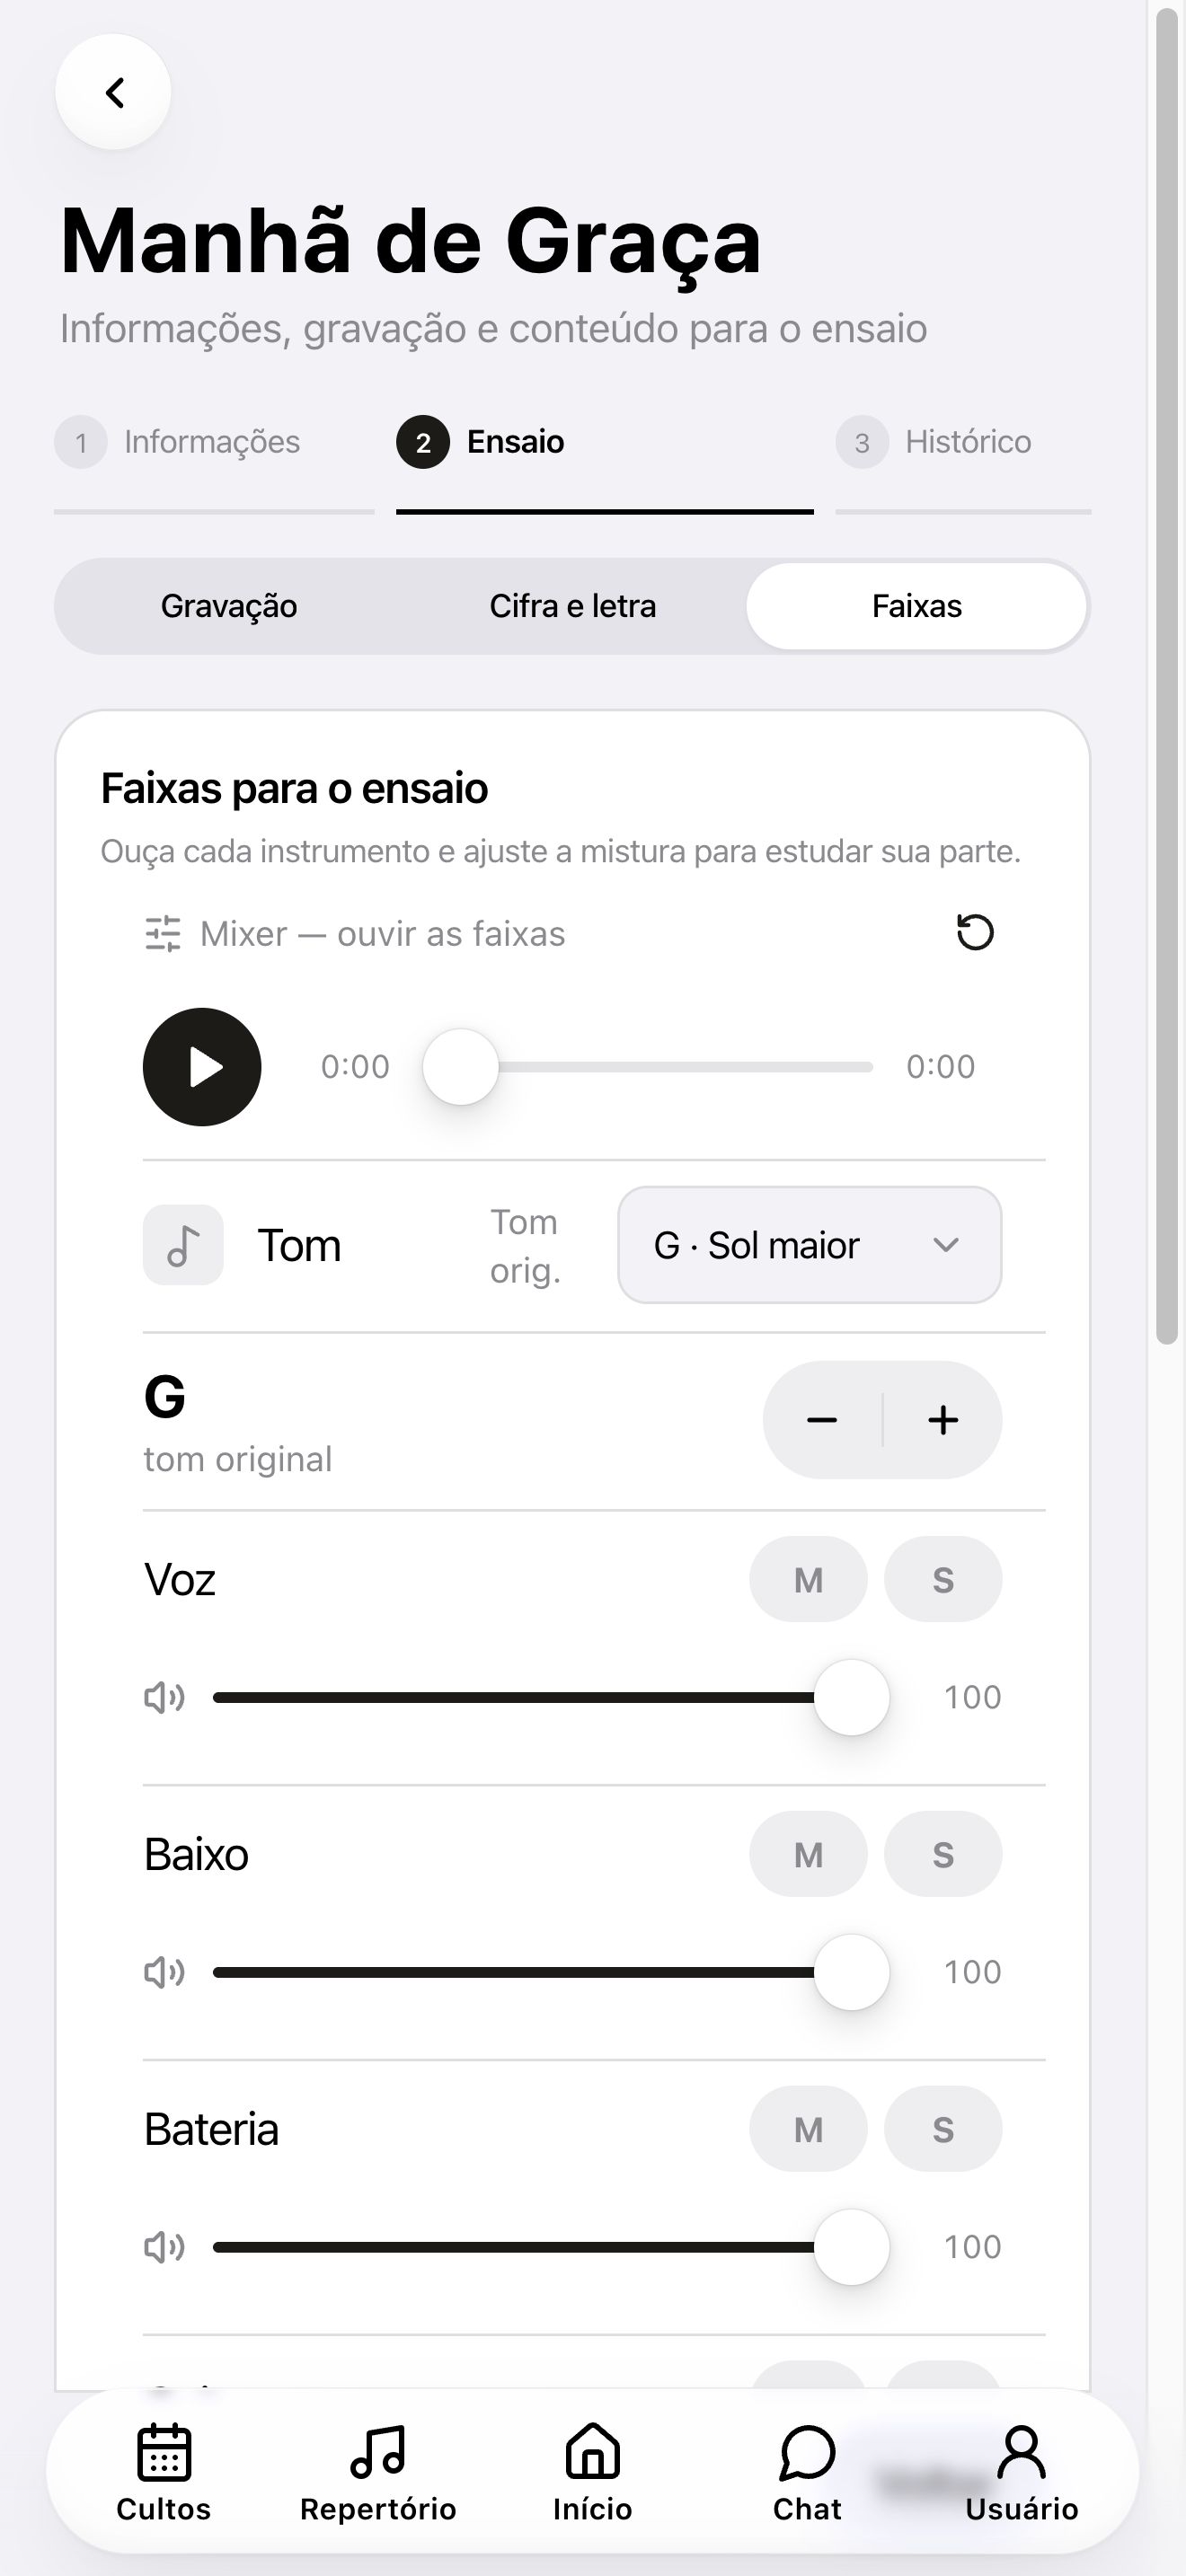 Manhã de Graça
Informações, gravação e conteúdo para o ensaio
1 Informações
2 Ensaio
3 Histórico
Gravação
Cifra e letra
Faixas
Faixas para o ensaio
Ouça cada instrumento e ajuste a mistura para estudar sua parte.
Mixer — ouvir as faixas
0:00
0:00
Tom
Tom
orig.
G · Sol maior
G
tom original
Voz
M
S
100
Baixo
M
S
100
Bateria
M
S
100
Cultos
Repertório
Início
Chat
Usuário